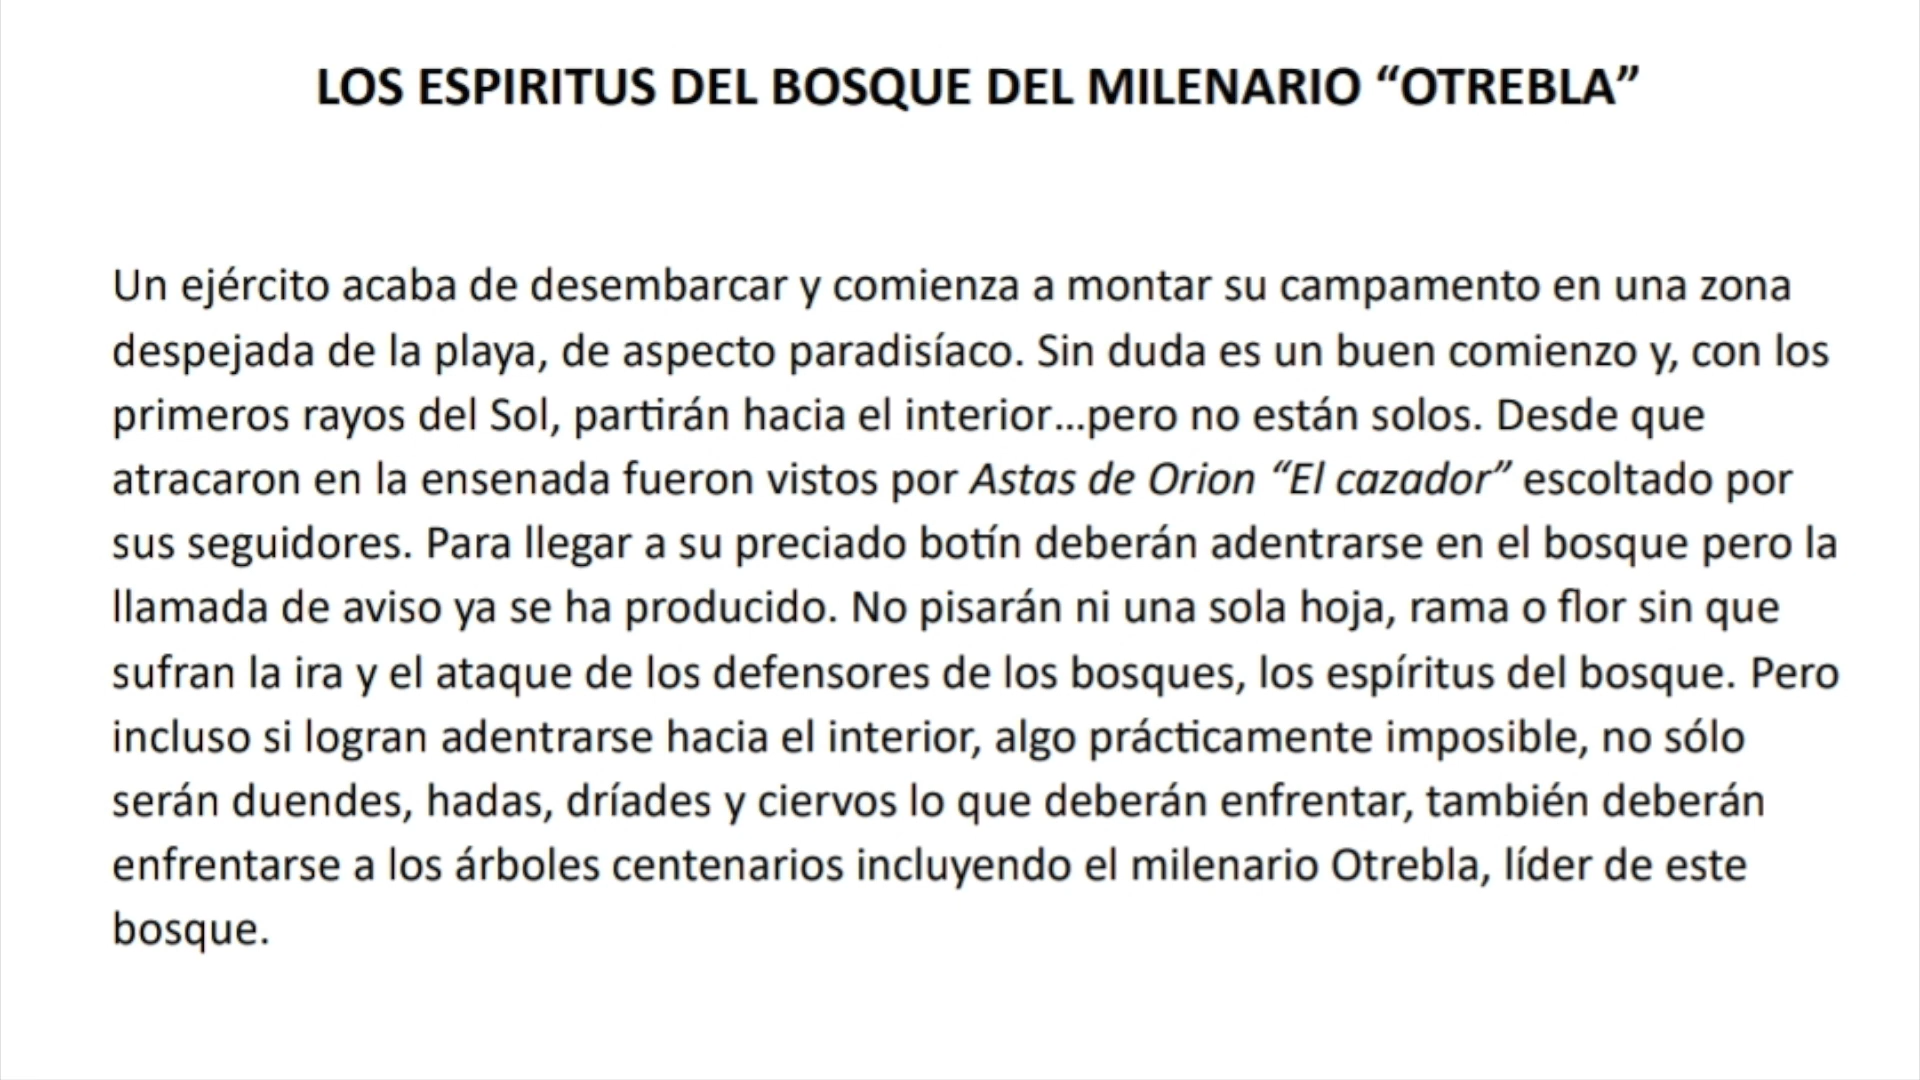 LOS ESPIRITUS DEL BOSQUE DEL MILENARIO “OTREBLA”
Un ejército acaba de desembarcar y comienza a montar su campamento en una zona
despejada de la playa, de aspecto paradisíaco. Sin duda es un buen comienzo y, con los
primeros rayos del Sol, partirán hacia el interior…pero no están solos. Desde que
atracaron en la ensenada fueron vistos por Astas de Orion “El cazador” escoltado por
sus seguidores. Para llegar a su preciado botín deberán adentrarse en el bosque pero la
llamada de aviso ya se ha producido. No pisarán ni una sola hoja, rama o flor sin que
sufran la ira y el ataque de los defensores de los bosques, los espíritus del bosque. Pero
incluso si logran adentrarse hacia el interior, algo prácticamente imposible, no sólo
serán duendes, hadas, dríades y ciervos lo que deberán enfrentar, también deberán
enfrentarse a los árboles centenarios incluyendo el milenario Otrebla, líder de este
bosque.